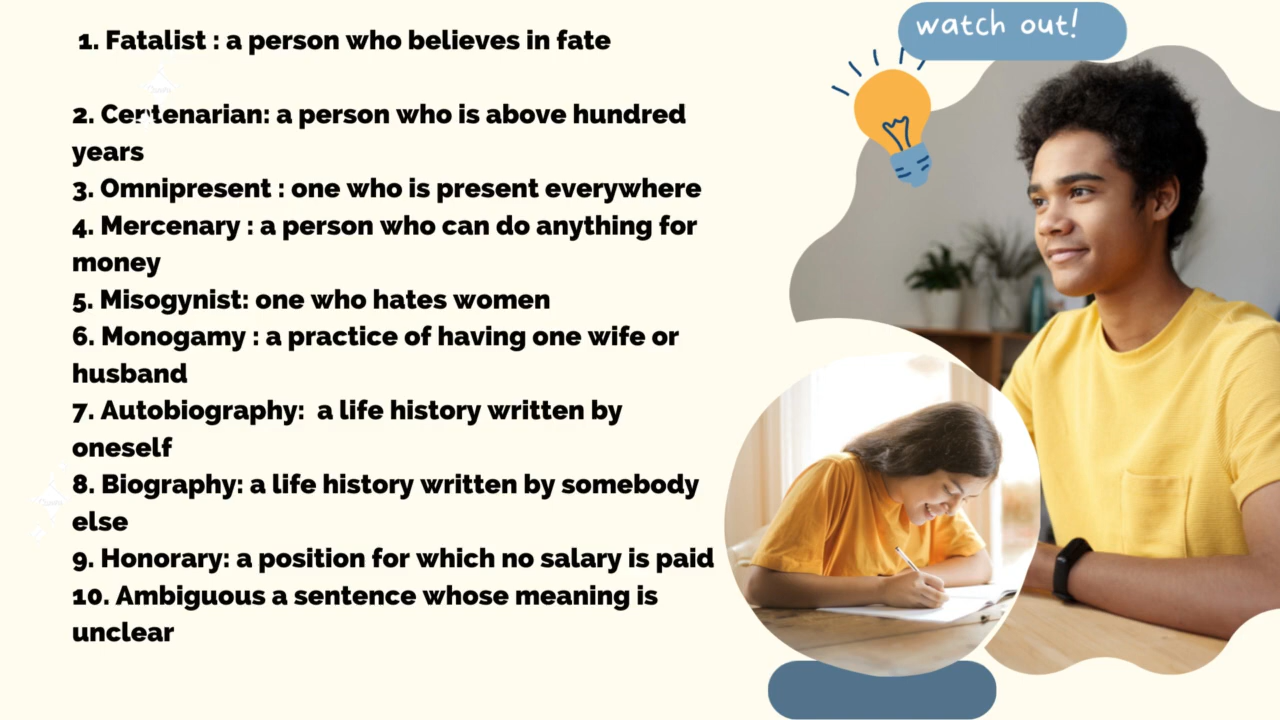 watch out!
1. Fatalist : a person who believes in fate
2. Centenarian: a person who is above hundred
years
3. Omnipresent : one who is present everywhere
4. Mercenary : a person who can do anything for
money
5. Misogynist: one who hates women
6. Monogamy : a practice of having one wife or
husband
7. Autobiography:  a life history written by
oneself
8. Biography: a life history written by somebody
else
9. Honorary: a position for which no salary is paid
10. Ambiguous a sentence whose meaning is
unclear